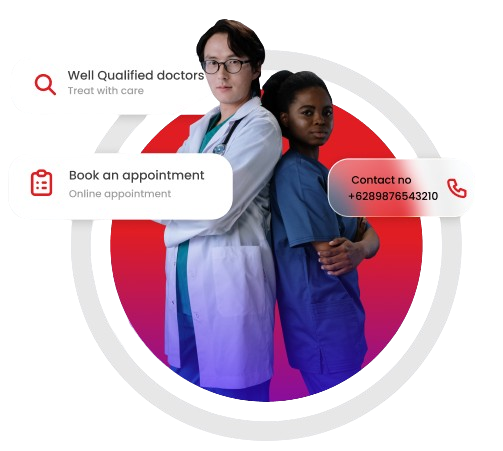 Well Qualified doctors
Treat with care
Book an appointment
Online appointment
Contact no
+6289876543210